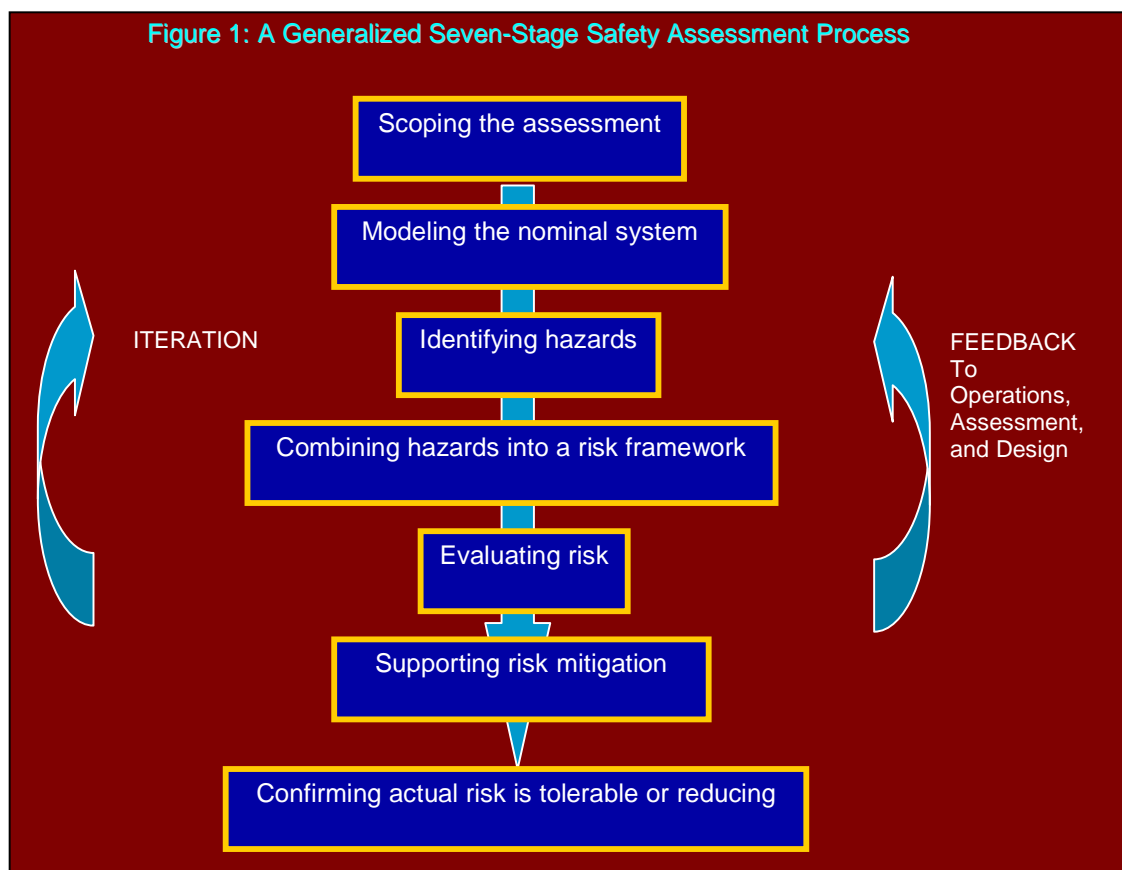 Figure 1: A Generalized Seven-Stage Safety Assessment Process
Scoping the assessment
Modeling the nominal system
Identifying hazards
ITERATION
FEEDBACK
To
Operations,
Assessment,
and Design
Combining hazards into a risk framework
Evaluating risk
Supporting risk mitigation
Confirming actual risk is tolerable or reducing